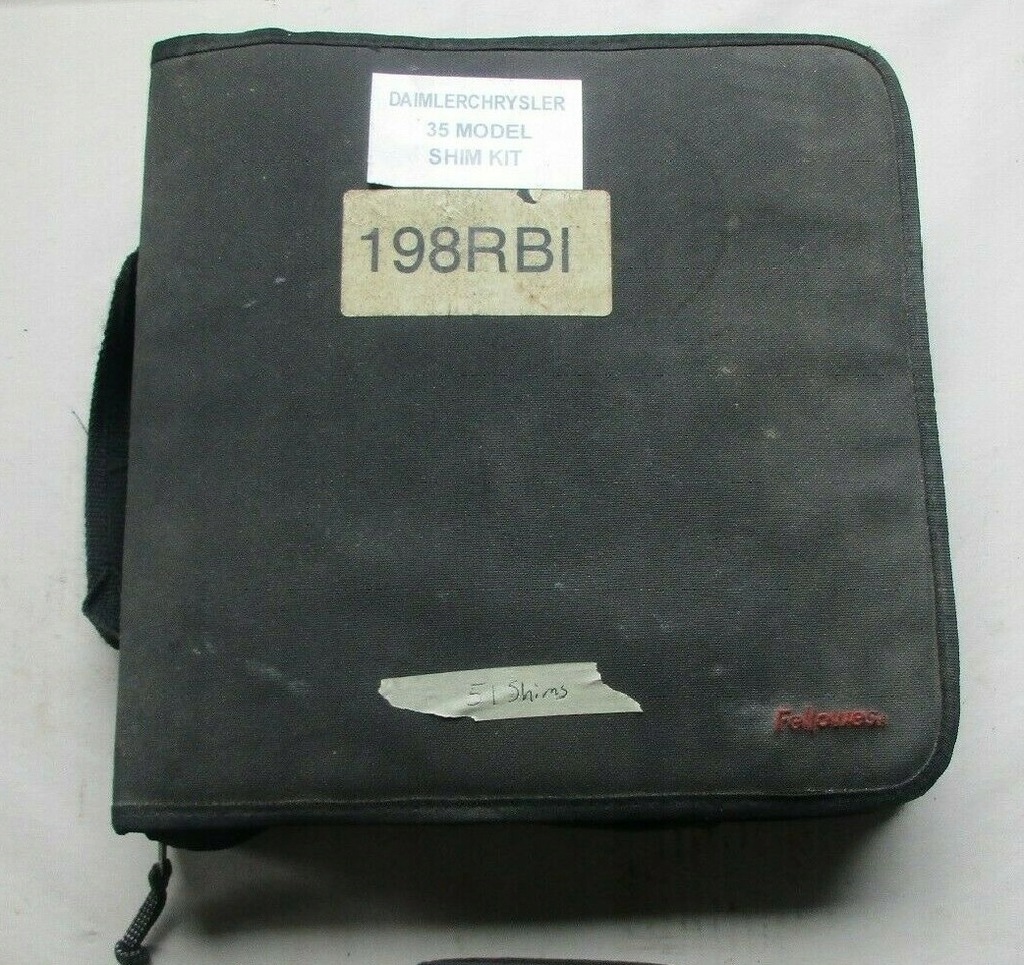 DAIMLERCHRYSLER
35 MODEL
SHIM KIT
198RBI
51 Shims
Fellowes